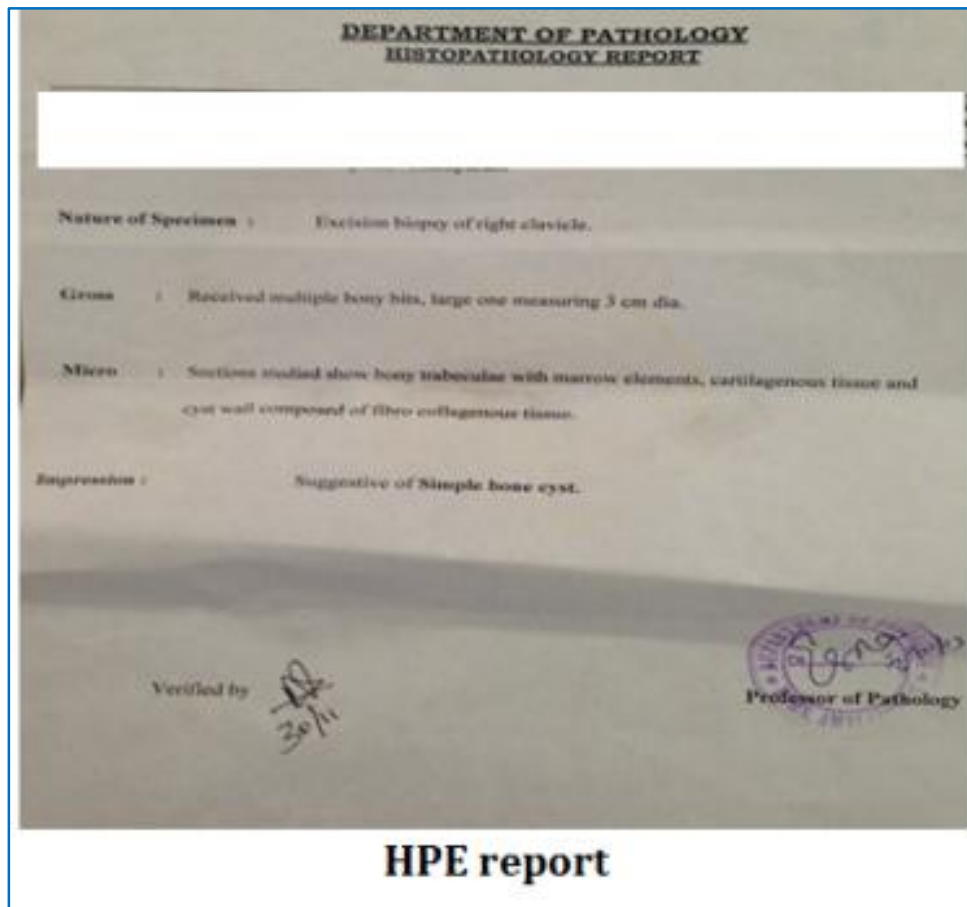 DEPARTMENT OF PATHOLOGY
HISTOPATHOLOGY REPORT
Nature of Specimen : Excision biopsy of right clavicle.
Gross : Received multiple bony bits, large one measuring 3 cm dia.
Micro : Sections studied show bony trabeculae with marrow elements, cartilagenous tissue and
cyst wall composed of fibro collagenous tissue.
Impression : Suggestive of Simple bone cyst.
Verified by
30/11
Professor of Pathology
HPE report